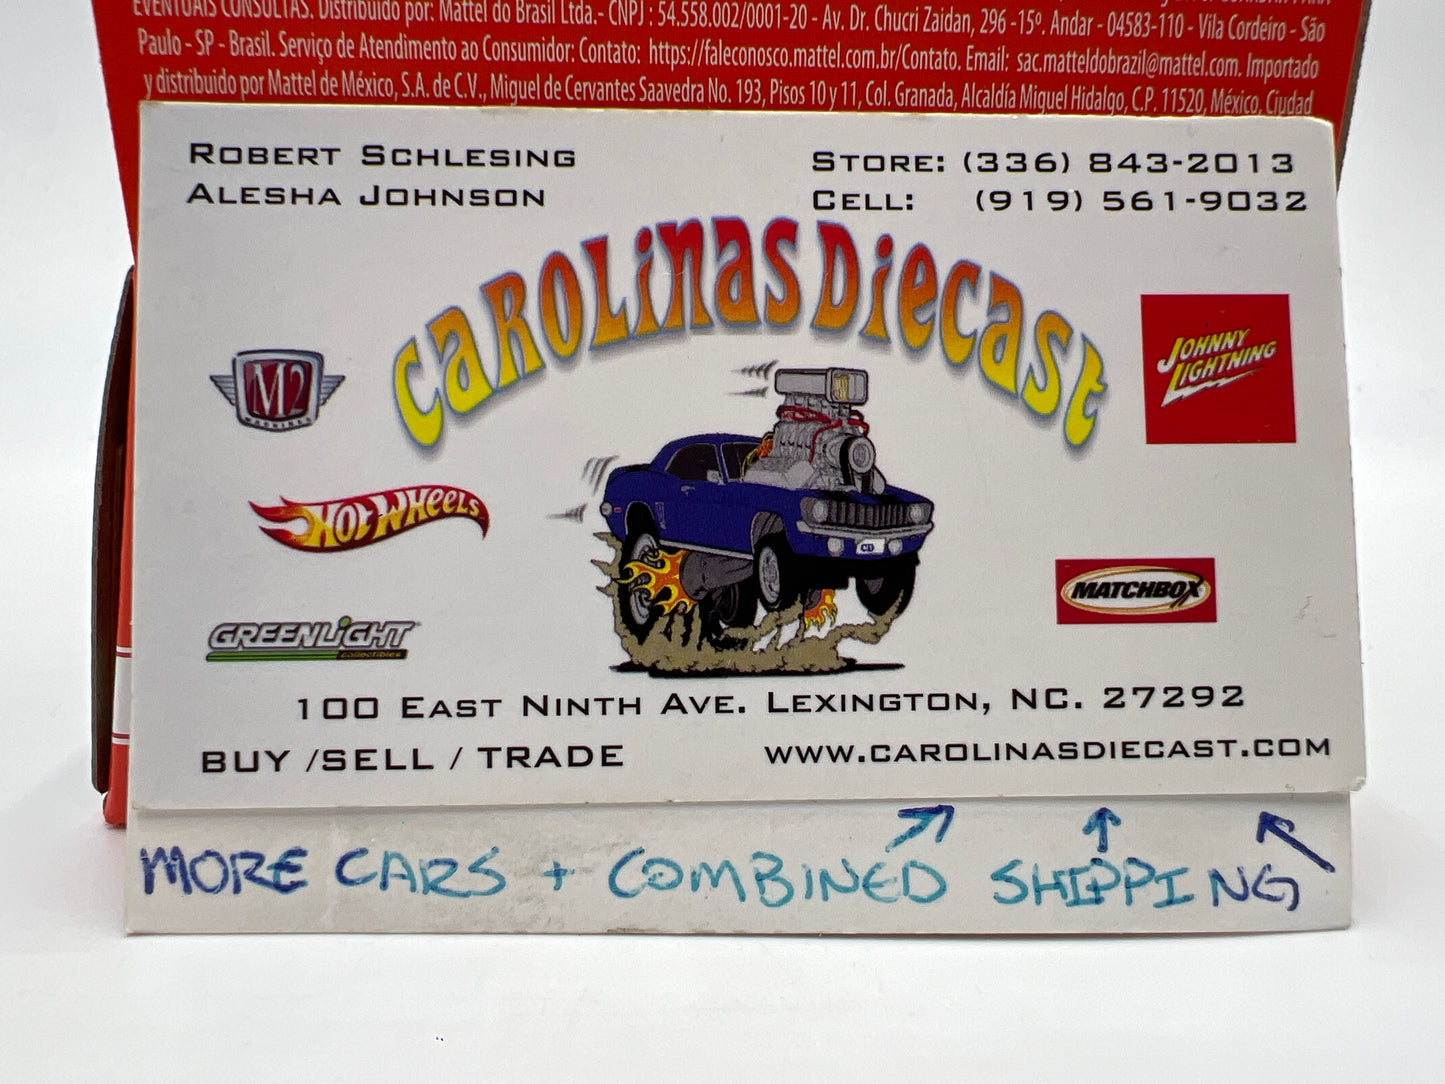 EVENTUAIS CONSULTAS. Distribuido por: Mattel do Brasil Ltda.- CNPJ : 54.558.002/0001-20 - Av. Dr. Chucri Zaidan, 296 -15º. Andar - 04583-110 - Vila Cordeiro - São
Paulo - SP - Brasil. Serviço de Atendimento ao Consumidor: Contato: https://faleconosco.mattel.com.br/Contato. Email: sac.matteldobrazil@mattel.com. Importado
y distribuido por Mattel de México, S.A. de C.V., Miguel de Cervantes Saavedra No. 193, Pisos 10 y 11, Col. Granada, Alcaldía Miguel Hidalgo, C.P. 11520, México, Ciudad
ROBERT SCHLESING
ALESHA JOHNSON
STORE: (336) 843-2013
CELL: (919) 561-9032
CAROLINAS DIECAST
M2
MACHINES
JOHNNY
LIGHTNING
HOT WHEELS
CD
MATCHBOX
GREENLIGHT
collectibles
100 EAST NINTH AVE. LEXINGTON, NC. 27292
BUY /SELL / TRADE
WWW.CAROLINASDIECAST.COM
MORE CARS + COMBINED SHIPPING